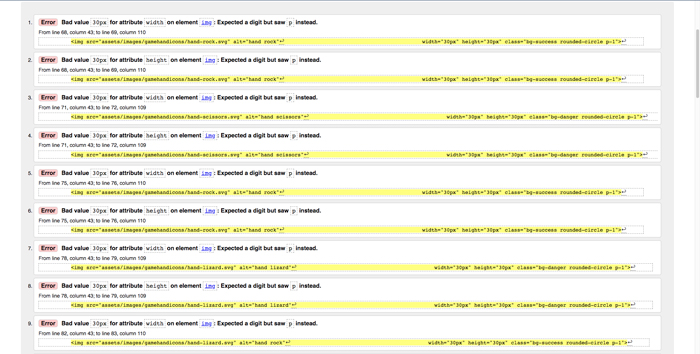 1. Error Bad value 30px for attribute width on element img : Expected a digit but saw p instead.
From line 68, column 43; to line 69, column 110
<img src="assets/images/gamehandicons/hand-rock.svg" alt="hand rock"↩ width="30px" height="30px" class="bg-success rounded-circle p-1">↩
2. Error Bad value 30px for attribute height on element img : Expected a digit but saw p instead.
From line 68, column 43; to line 69, column 110
<img src="assets/images/gamehandicons/hand-rock.svg" alt="hand rock"↩ width="30px" height="30px" class="bg-success rounded-circle p-1">↩
3. Error Bad value 30px for attribute width on element img : Expected a digit but saw p instead.
From line 71, column 43; to line 72, column 109
<img src="assets/images/gamehandicons/hand-scissors.svg" alt="hand scissors"↩ width="30px" height="30px" class="bg-danger rounded-circle p-1">↩
4. Error Bad value 30px for attribute height on element img : Expected a digit but saw p instead.
From line 71, column 43; to line 72, column 109
<img src="assets/images/gamehandicons/hand-scissors.svg" alt="hand scissors"↩ width="30px" height="30px" class="bg-danger rounded-circle p-1">↩
5. Error Bad value 30px for attribute width on element img : Expected a digit but saw p instead.
From line 75, column 43; to line 76, column 110
<img src="assets/images/gamehandicons/hand-rock.svg" alt="hand rock"↩ width="30px" height="30px" class="bg-success rounded-circle p-1">↩
6. Error Bad value 30px for attribute height on element img : Expected a digit but saw p instead.
From line 75, column 43; to line 76, column 110
<img src="assets/images/gamehandicons/hand-rock.svg" alt="hand rock"↩ width="30px" height="30px" class="bg-success rounded-circle p-1">↩
7. Error Bad value 30px for attribute width on element img : Expected a digit but saw p instead.
From line 78, column 43; to line 79, column 109
<img src="assets/images/gamehandicons/hand-lizard.svg" alt="hand lizard"↩ width="30px" height="30px" class="bg-danger rounded-circle p-1">↩
8. Error Bad value 30px for attribute height on element img : Expected a digit but saw p instead.
From line 78, column 43; to line 79, column 109
<img src="assets/images/gamehandicons/hand-lizard.svg" alt="hand lizard"↩ width="30px" height="30px" class="bg-danger rounded-circle p-1">↩
9. Error Bad value 30px for attribute width on element img : Expected a digit but saw p instead.
From line 82, column 43; to line 83, column 110
<img src="assets/images/gamehandicons/hand-lizard.svg" alt="hand rock"↩ width="30px" height="30px" class="bg-success rounded-circle p-1">↩